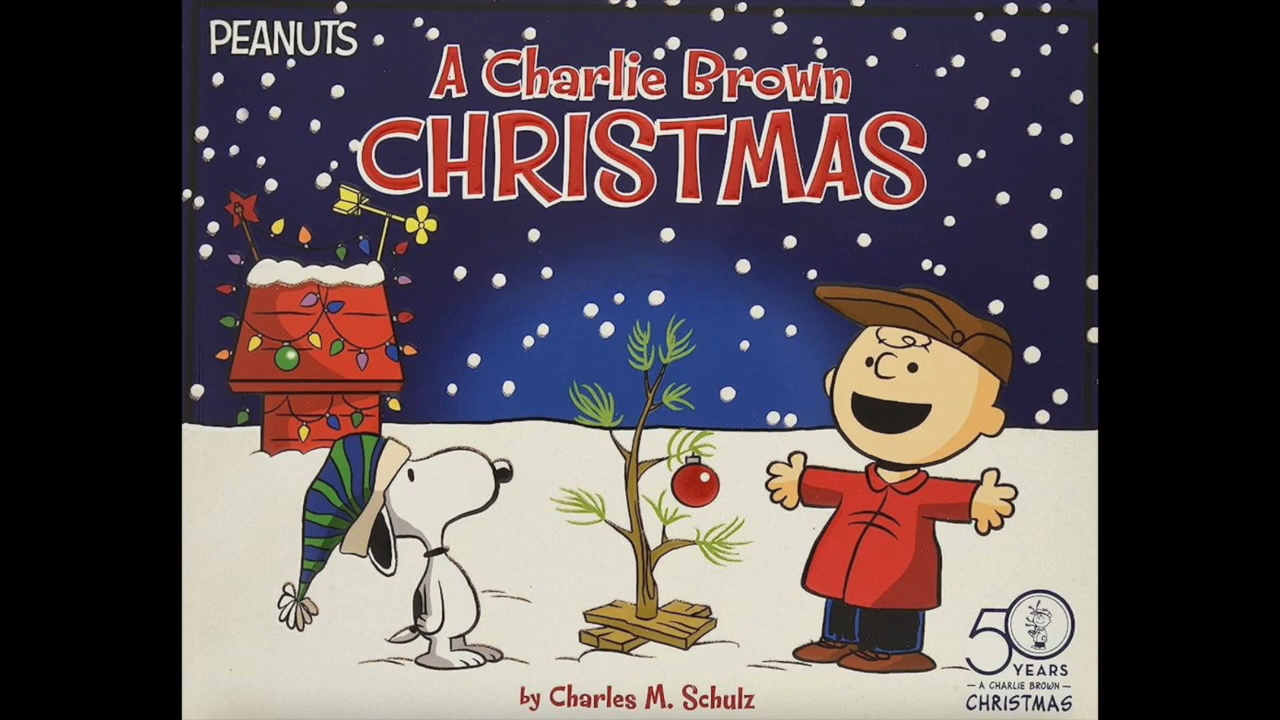 PEANUTS
A Charlie Brown
CHRISTMAS
by Charles M. Schulz
50
YEARS
– A CHARLIE BROWN –
CHRISTMAS